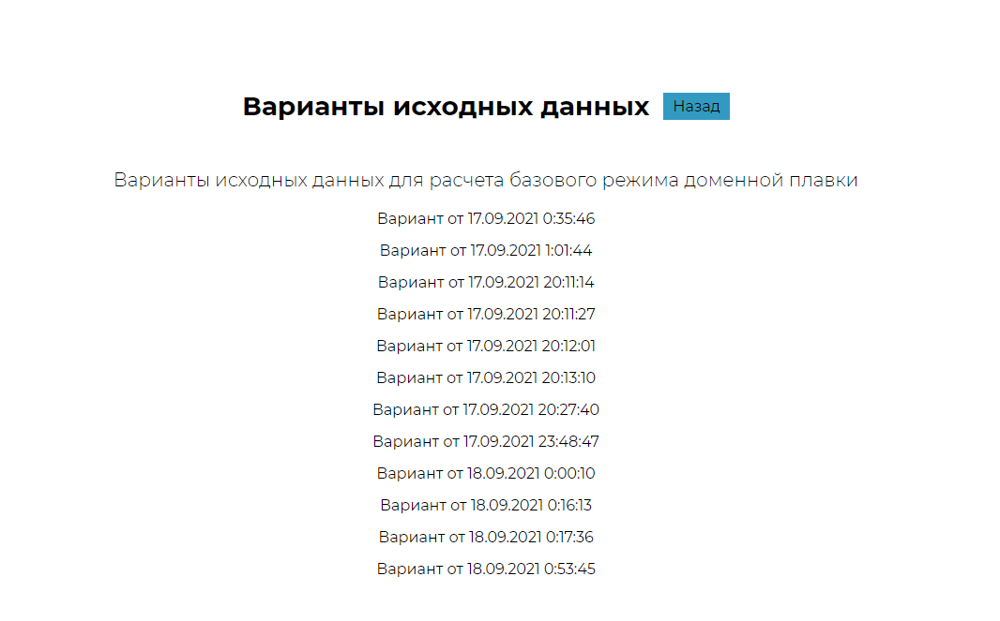 Варианты исходных данных Назад
Варианты исходных данных для расчета базового режима доменной плавки
Вариант от 17.09.2021 0:35:46
Вариант от 17.09.2021 1:01:44
Вариант от 17.09.2021 20:11:14
Вариант от 17.09.2021 20:11:27
Вариант от 17.09.2021 20:12:01
Вариант от 17.09.2021 20:13:10
Вариант от 17.09.2021 20:27:40
Вариант от 17.09.2021 23:48:47
Вариант от 18.09.2021 0:00:10
Вариант от 18.09.2021 0:16:13
Вариант от 18.09.2021 0:17:36
Вариант от 18.09.2021 0:53:45